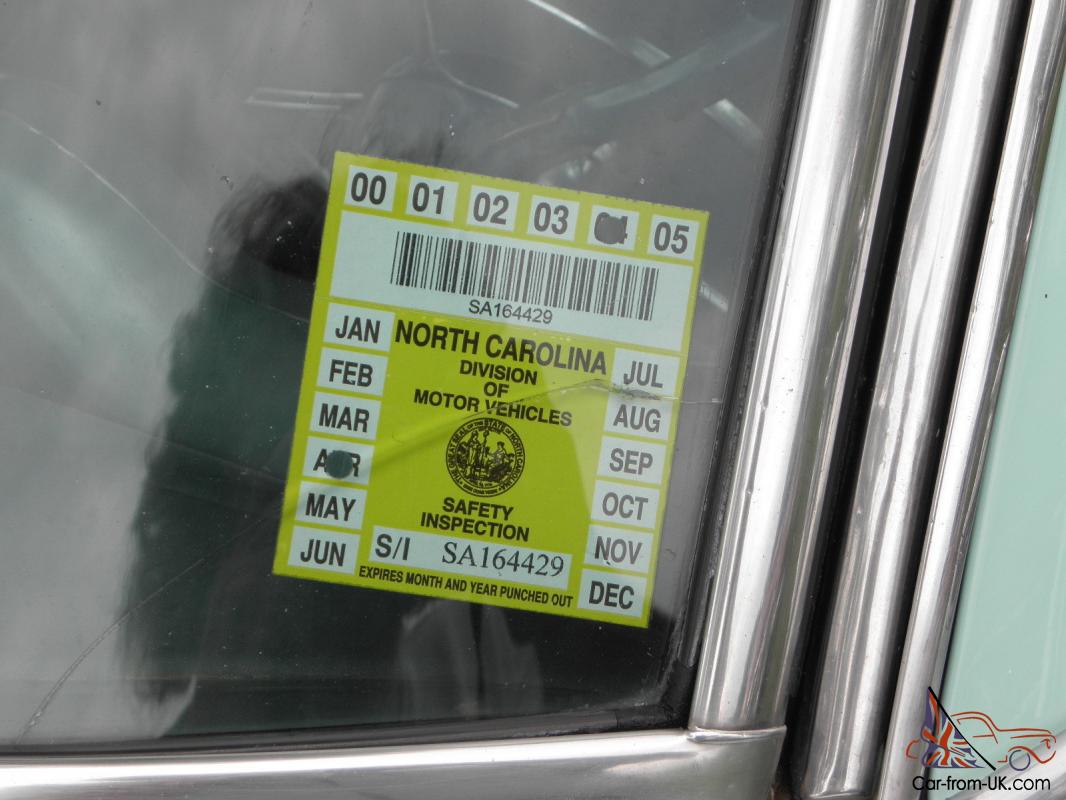 00 01 02 03 05
SA164429
NORTH CAROLINA
DIVISION
OF
MOTOR VEHICLES
JAN
FEB
MAR
MAY
JUN
JUL
AUG
SEP
OCT
NOV
DEC
SAFETY
INSPECTION
S/I SA164429
EXPIRES MONTH AND YEAR PUNCHED OUT
Car-from-UK.com